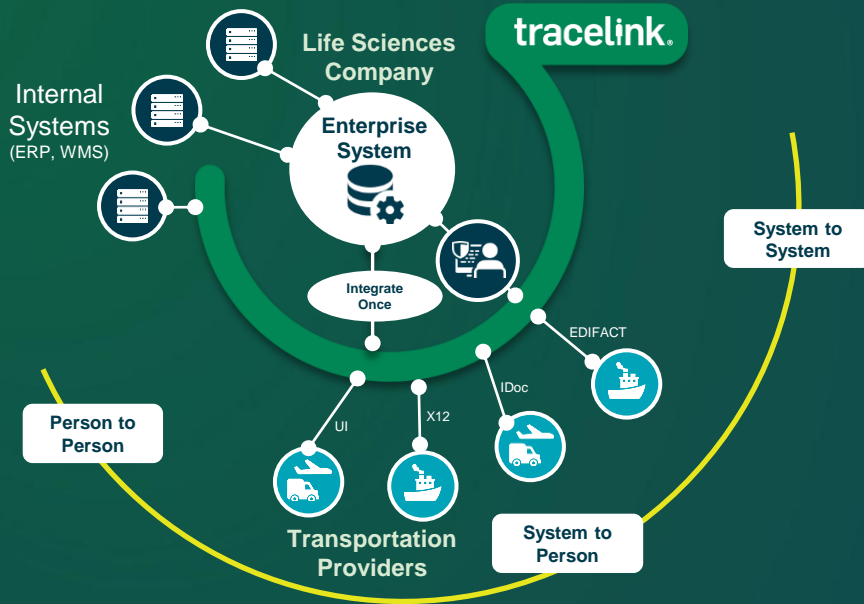 tracelink.
Life Sciences
Company
Internal
Systems
(ERP, WMS)
Enterprise
System
System to
System
Integrate
Once
EDIFACT
IDoc
X12
UI
Person to
Person
System to
Person
Transportation
Providers